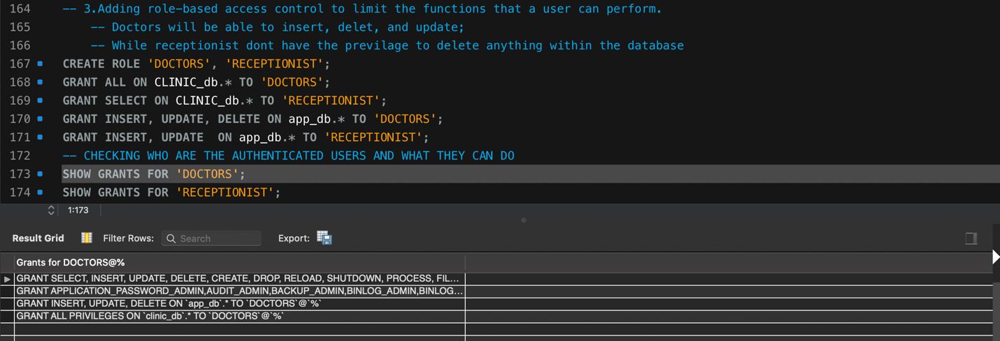 164 -- 3.Adding role-based access control to limit the functions that a user can perform.
165 -- Doctors will be able to insert, delet, and update;
166 -- While receptionist dont have the previlage to delete anything within the database
167 CREATE ROLE 'DOCTORS', 'RECEPTIONIST';
168 GRANT ALL ON CLINIC_db.* TO 'DOCTORS';
169 GRANT SELECT ON CLINIC_db.* TO 'RECEPTIONIST';
170 GRANT INSERT, UPDATE, DELETE ON app_db.* TO 'DOCTORS';
171 GRANT INSERT, UPDATE  ON app_db.* TO 'RECEPTIONIST';
172 -- CHECKING WHO ARE THE AUTHENTICATED USERS AND WHAT THEY CAN DO
173 SHOW GRANTS FOR 'DOCTORS';
174 SHOW GRANTS FOR 'RECEPTIONIST';
1:173
Result Grid Filter Rows: Search Export:
Grants for DOCTORS@%
GRANT SELECT, INSERT, UPDATE, DELETE, CREATE, DROP, RELOAD, SHUTDOWN, PROCESS, FIL...
GRANT APPLICATION_PASSWORD_ADMIN,AUDIT_ADMIN,BACKUP_ADMIN,BINLOG_ADMIN,BINLOG...
GRANT INSERT, UPDATE, DELETE ON `app_db`.* TO `DOCTORS`@`%`
GRANT ALL PRIVILEGES ON `clinic_db`.* TO `DOCTORS`@`%`